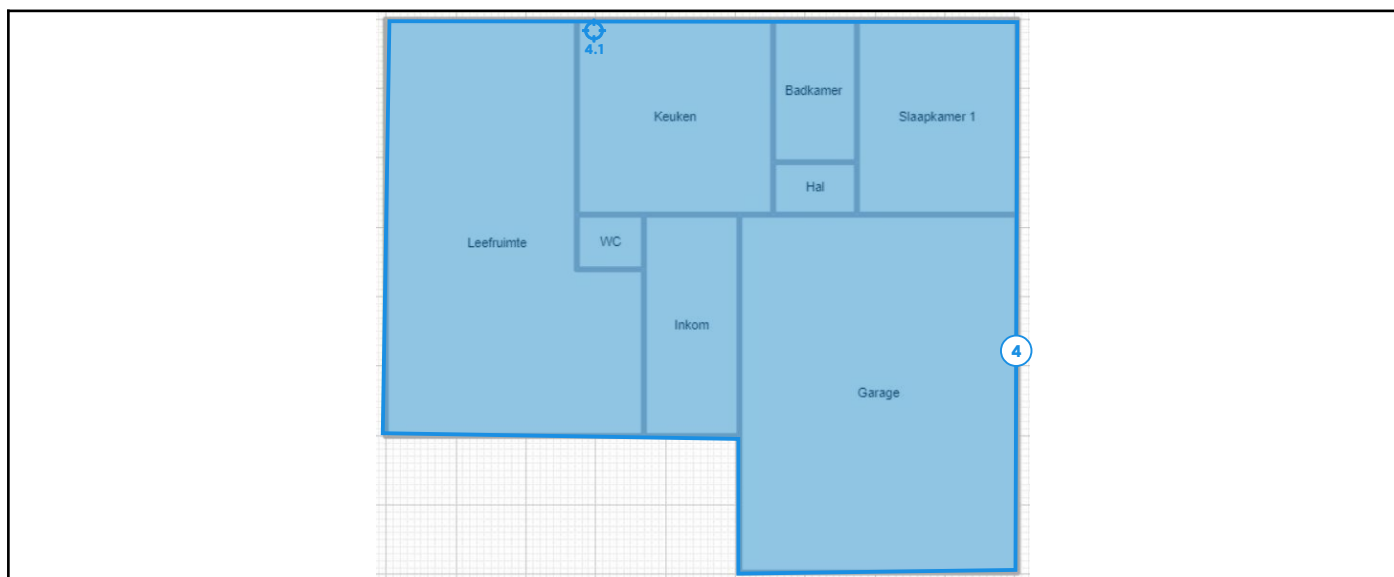 4.1
Keuken
Badkamer
Slaapkamer 1
Hal
Leefruimte
WC
Inkom
4
Garage